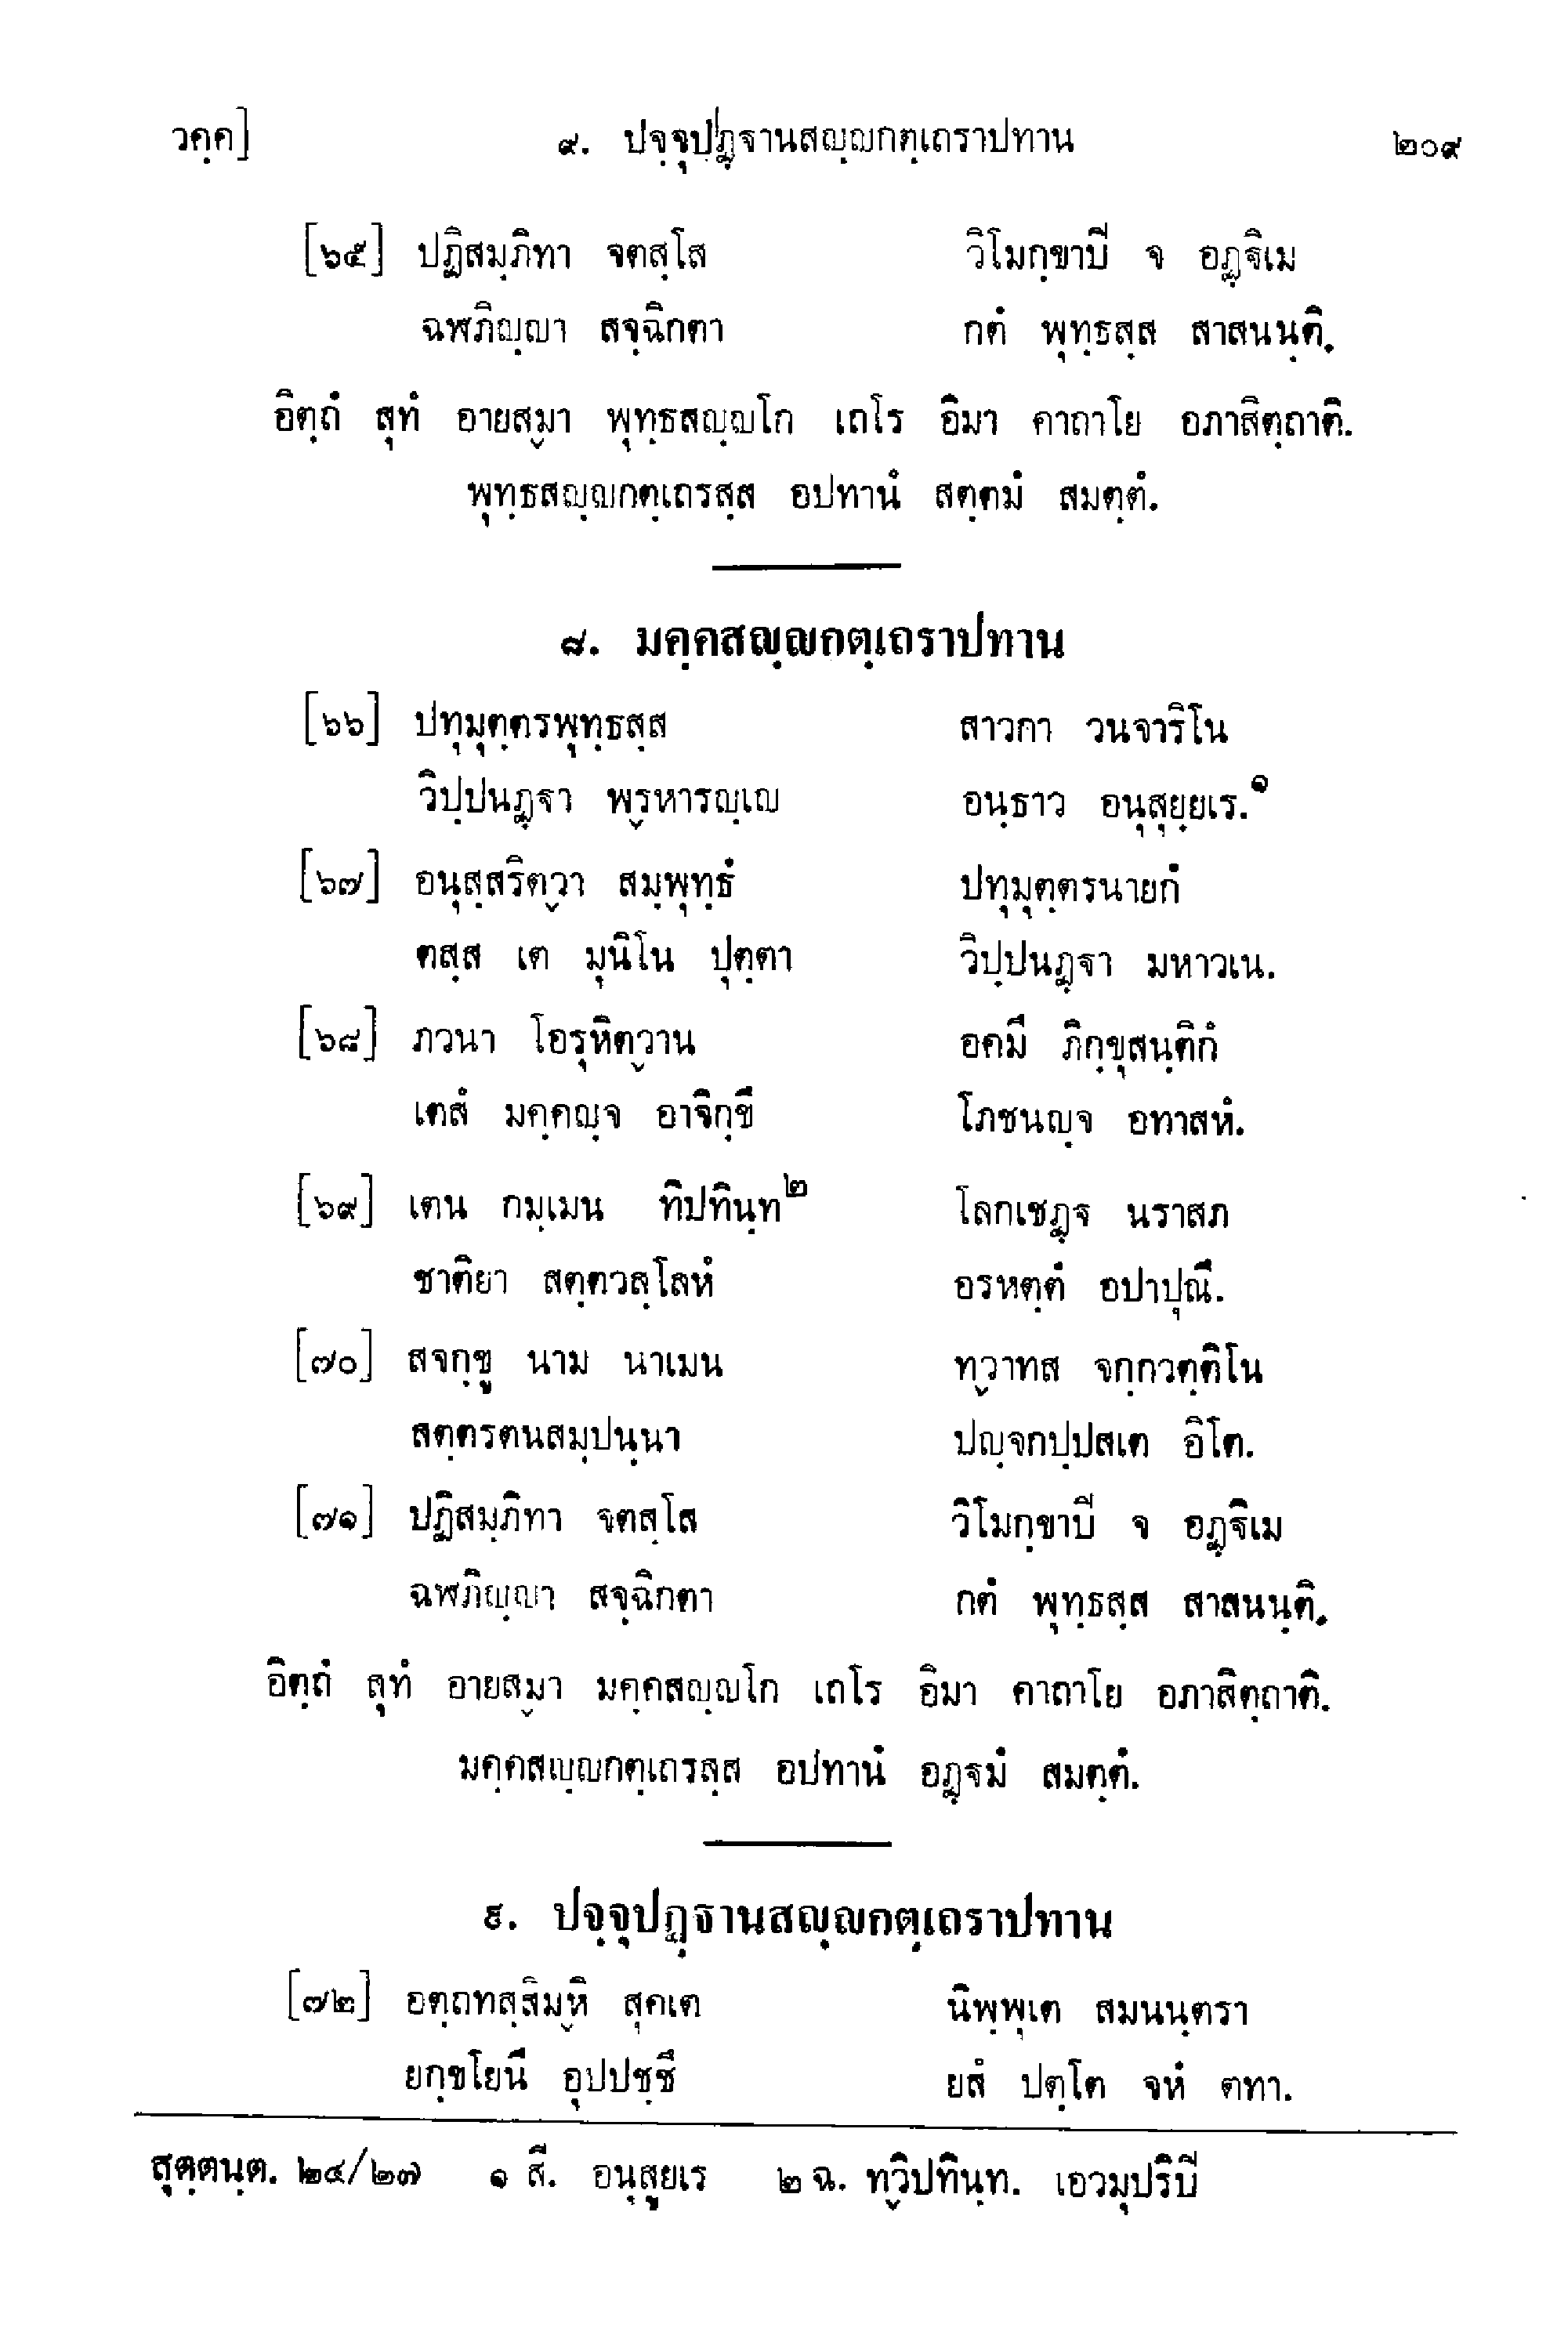 วคฺค] ๙. ปจฺจุปฏฺฐานสญฺญกตฺเถราปทาน ๒๐๙
[๖๕] ปฏิสมฺภิทา จตสฺโส วิโมกฺขาปิ จ อฏฺฐิเม
ฉฬภิญฺญา สจฺฉิกตา กตํ พุทฺธสฺส สาสนนฺติ.
อิตฺถํ สุทํ อายสฺมา พุทฺธสญฺญโก เถโร อิมา คาถาโย อภาสิตฺถาติ.
พุทฺธสญฺญกตฺเถรสฺส อปทานํ สตฺตมํ สมตฺตํ.
๘. มคฺคสญฺญกตฺเถราปทาน
[๖๖] ปทุมุตฺตรพุทฺธสฺส สาวกา วนจาริโน
วิปฺปนฏฺฐา พฺรหารญฺเญ อนฺธาว อนุสุยฺยเร.๑
[๖๗] อนุสฺสริตฺวา สมฺพุทฺธํ ปทุมุตฺตรนายกํ
ตสฺส เต มุนิโน ปุตฺตา วิปฺปนฏฺฐา มหาวเน.
[๖๘] ภวนา โอรุหิตฺวาน อคมึ ภิกฺขุสนฺติกํ
เตสํ มคฺคญฺจ อาจิกฺขึ โภชนญฺจ อทาสหํ.
[๖๙] เตน กมฺเมน ทิปทินฺท๒ โลกเชฏฺฐ นราสภ
ชาติยา สตฺตวสฺโสหํ อรหตฺตํ อปาปุณึ.
[๗๐] สจกฺขู นาม นาเมน ทฺวาทส จกฺกวตฺติโน
สตฺตรตนสมฺปนฺนา ปญฺจกปฺปสเต อิโต.
[๗๑] ปฏิสมฺภิทา จตสฺโส วิโมกฺขาปิ จ อฏฺฐิเม
ฉฬภิญฺญา สจฺฉิกตา กตํ พุทฺธสฺส สาสนนฺติ.
อิตฺถํ สุทํ อายสฺมา มคฺคสญฺญโก เถโร อิมา คาถาโย อภาสิตฺถาติ.
มคฺคสญฺญกตฺเถรสฺส อปทานํ อฏฺฐมํ สมตฺตํ.
๙. ปจฺจุปฏฺฐานสญฺญกตฺเถราปทาน
[๗๒] อตฺถทสฺสิมฺหิ สุคเต นิพฺพุเต สมนนฺตรา
ยกฺขโยนึ อุปปชฺชึ ยสํ ปตฺโต จหํ ตทา.
สุตฺตนฺต. ๒๔/๒๗ ๑ สี. อนุสูยเร ๒ ฉ. ทฺวิปทินฺท. เอวมุปริปิ